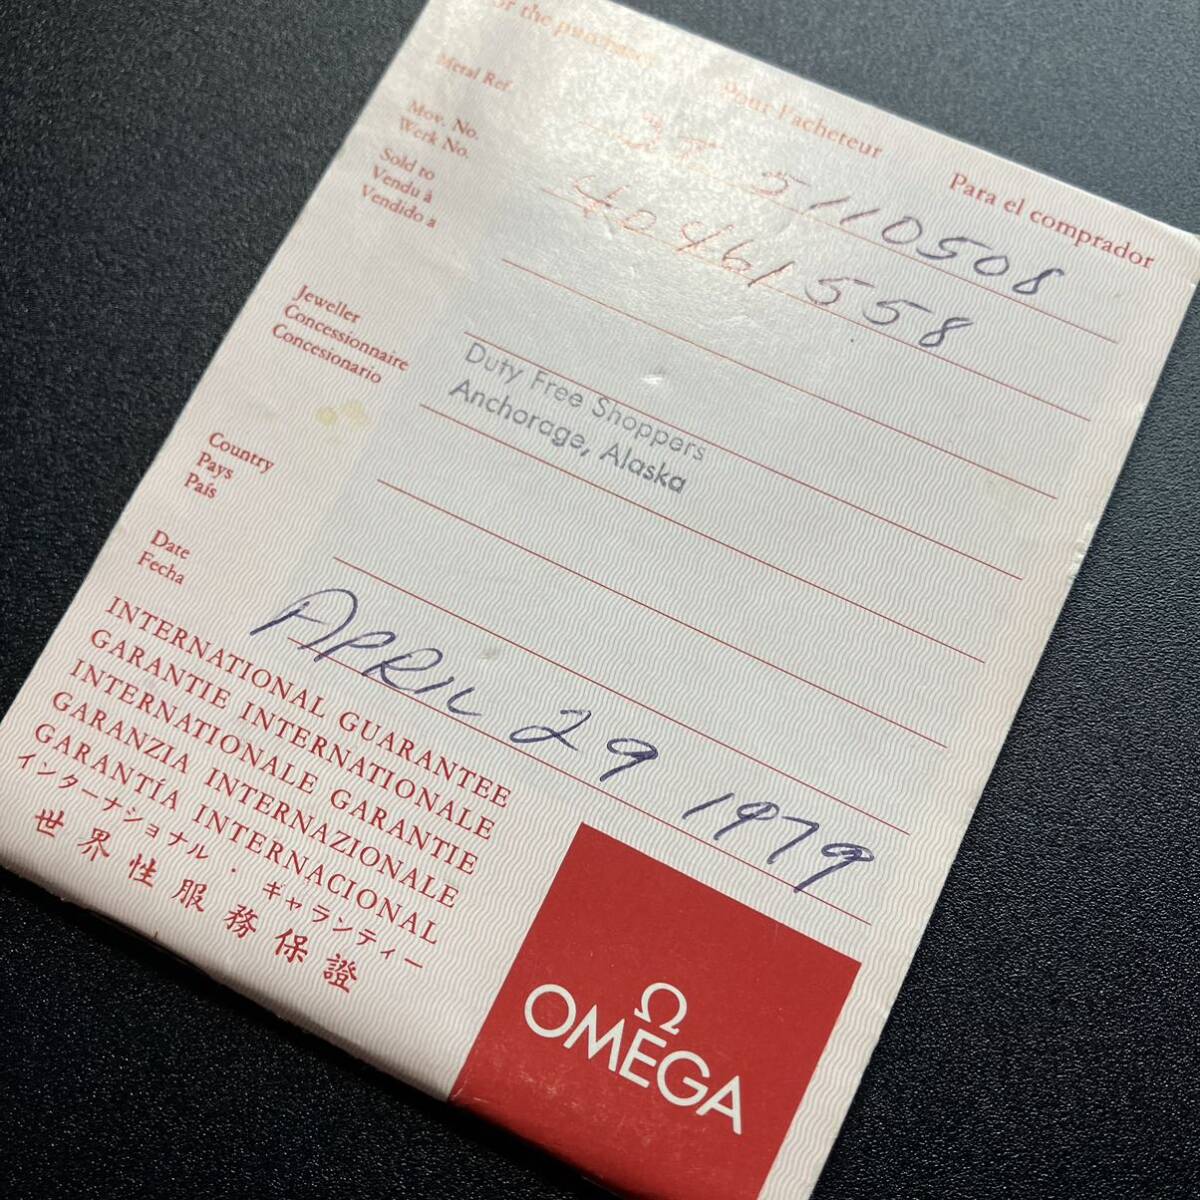 For the purchaser Pour l'acheteur Para el comprador
Metal Ref. 5110508
Mov. No.
Werk No. 40461558
Sold to
Vendu à
Vendido a
Jeweller
Concessionnaire
Concesionario
Duty Free Shoppers
Anchorage, Alaska
Country
Pays
País
Date
Fecha
APRIL 29 1979
INTERNATIONAL GUARANTEE
GARANTIE INTERNATIONALE
INTERNATIONALE GARANTIE
GARANZIA INTERNAZIONALE
GARANTÍA INTERNACIONAL
インターナショナル・ギャランティー
世界性服務保證
Ω
OMEGA